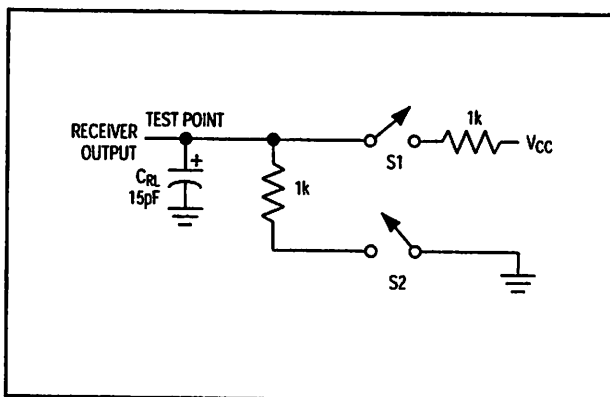 TEST POINT
RECEIVER
OUTPUT
CRL
15pF
+
1k
S1
1k
VCC
S2